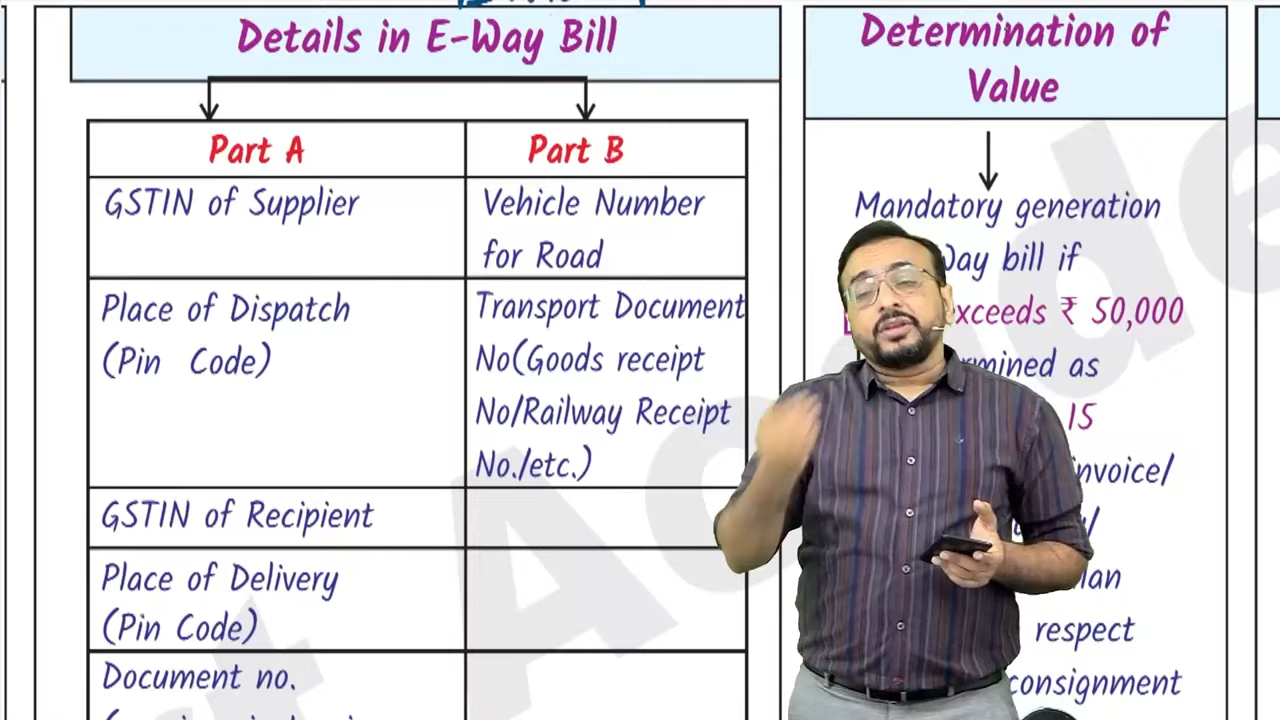 Details in E-Way Bill
Part A
Part B
GSTIN of Supplier
Vehicle Number
for Road
Place of Dispatch
(Pin Code)
Transport Document
No(Goods receipt
No/Railway Receipt
No./etc.)
GSTIN of Recipient
Place of Delivery
(Pin Code)
Document no.
Determination of
Value
Mandatory generation
Way bill if
exceeds ₹ 50,000
as
15
invoice/
respect
consignment